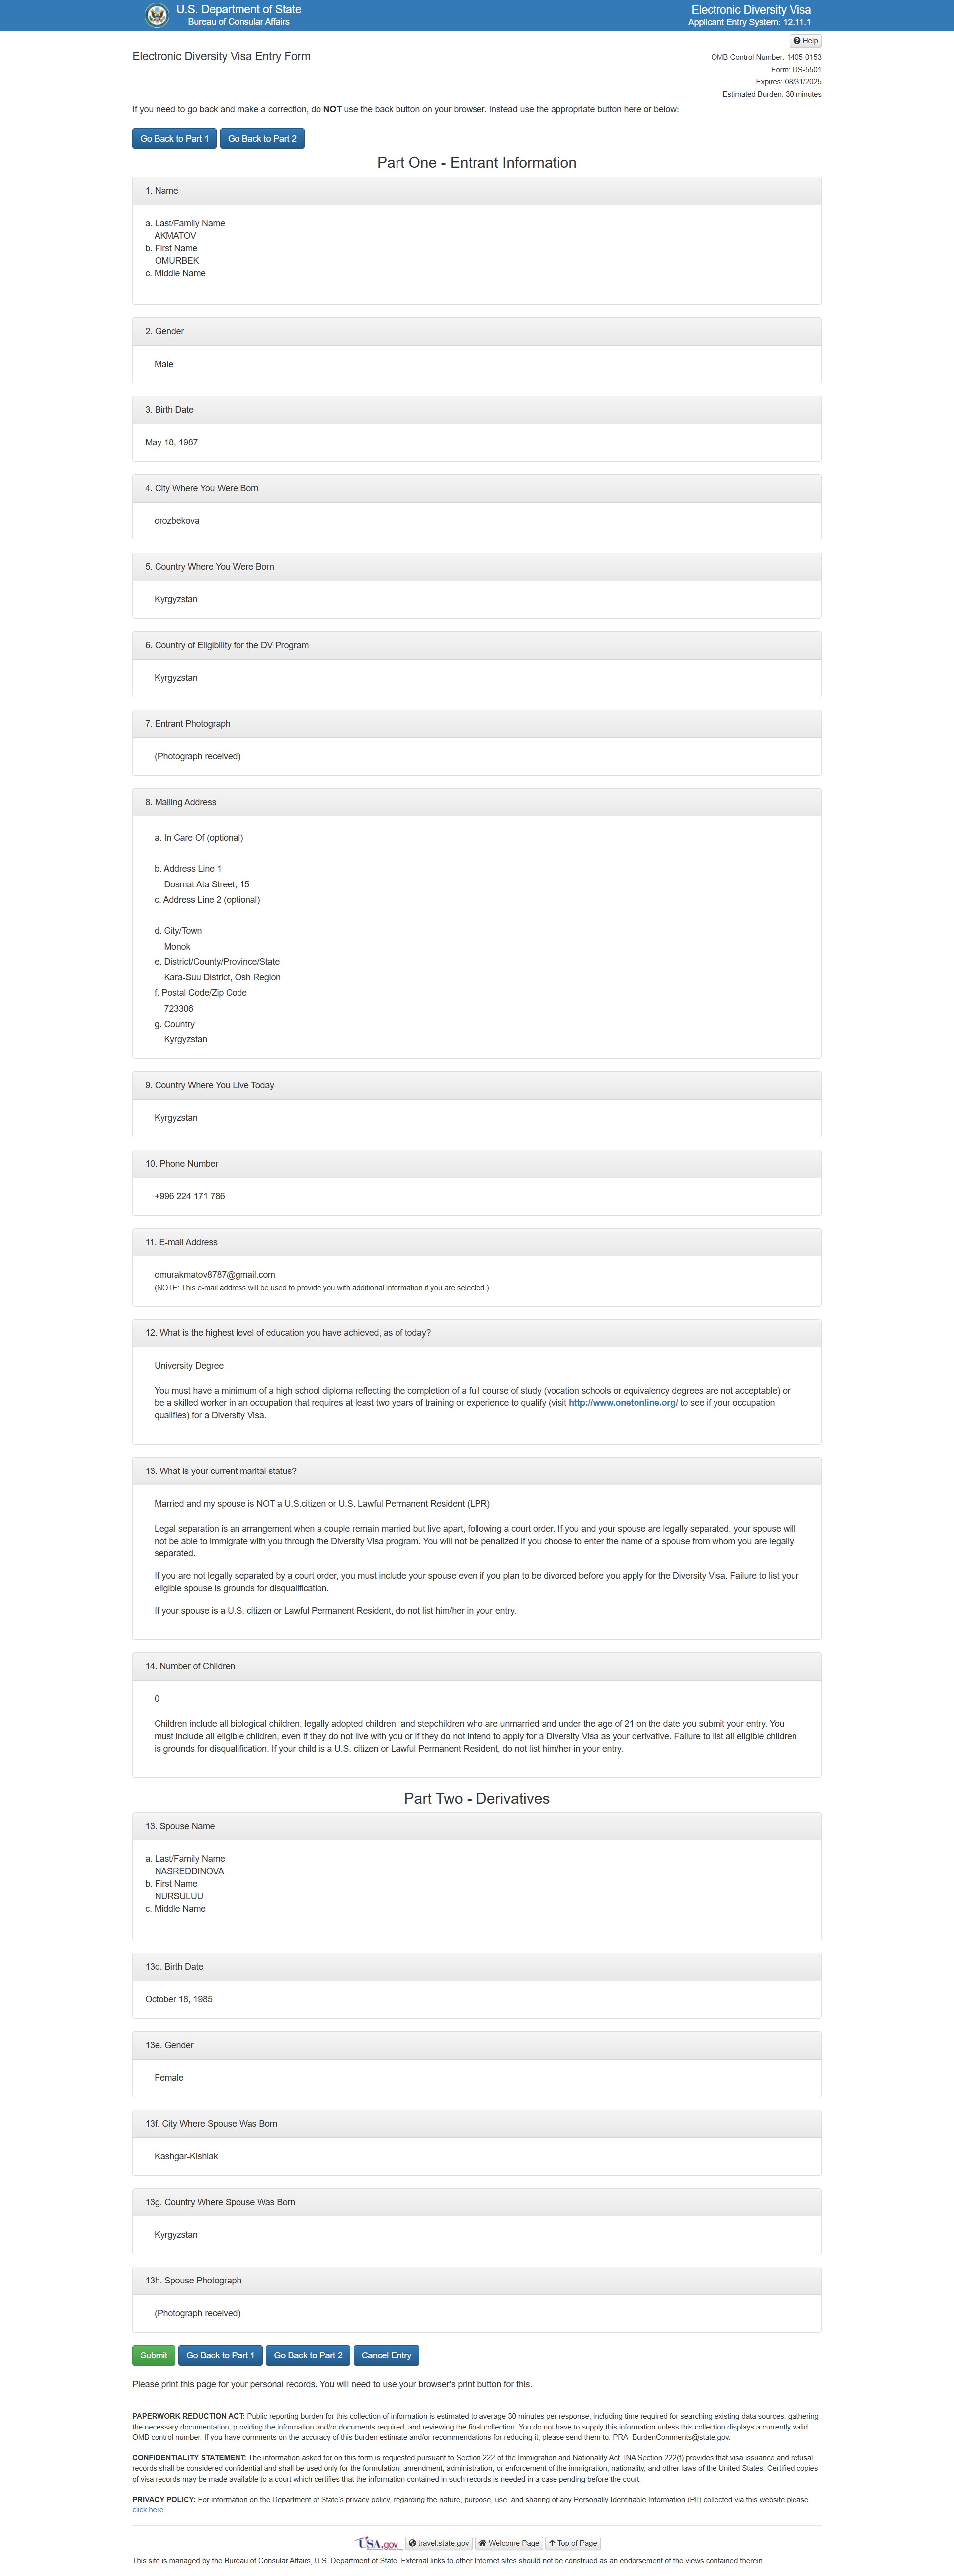 U.S. Department of State
Bureau of Consular Affairs
Electronic Diversity Visa
Applicant Entry System: 12.11.1
Help
Electronic Diversity Visa Entry Form
OMB Control Number: 1405-0153
Form: DS-5501
Expires: 08/31/2025
Estimated Burden: 30 minutes
If you need to go back and make a correction, do NOT use the back button on your browser. Instead use the appropriate button here or below:
Go Back to Part 1 Go Back to Part 2
Part One - Entrant Information
1. Name
a. Last/Family Name
AKMATOV
b. First Name
OMURBEK
c. Middle Name
2. Gender
Male
3. Birth Date
May 18, 1987
4. City Where You Were Born
orozbekova
5. Country Where You Were Born
Kyrgyzstan
6. Country of Eligibility for the DV Program
Kyrgyzstan
7. Entrant Photograph
(Photograph received)
8. Mailing Address
a. In Care Of (optional)
b. Address Line 1
Dosmat Ata Street, 15
c. Address Line 2 (optional)
d. City/Town
Monok
e. District/County/Province/State
Kara-Suu District, Osh Region
f. Postal Code/Zip Code
723306
g. Country
Kyrgyzstan
9. Country Where You Live Today
Kyrgyzstan
10. Phone Number
+996 224 171 786
11. E-mail Address
omurakmatov8787@gmail.com
(NOTE: This e-mail address will be used to provide you with additional information if you are selected.)
12. What is the highest level of education you have achieved, as of today?
University Degree
You must have a minimum of a high school diploma reflecting the completion of a full course of study (vocation schools or equivalency degrees are not acceptable) or
be a skilled worker in an occupation that requires at least two years of training or experience to qualify (visit http://www.onetonline.org/ to see if your occupation
qualifies) for a Diversity Visa.
13. What is your current marital status?
Married and my spouse is NOT a U.S.citizen or U.S. Lawful Permanent Resident (LPR)
Legal separation is an arrangement when a couple remain married but live apart, following a court order. If you and your spouse are legally separated, your spouse will
not be able to immigrate with you through the Diversity Visa program. You will not be penalized if you choose to enter the name of a spouse from whom you are legally
separated.
If you are not legally separated by a court order, you must include your spouse even if you plan to be divorced before you apply for the Diversity Visa. Failure to list your
eligible spouse is grounds for disqualification.
If your spouse is a U.S. citizen or Lawful Permanent Resident, do not list him/her in your entry.
14. Number of Children
0
Children include all biological children, legally adopted children, and stepchildren who are unmarried and under the age of 21 on the date you submit your entry. You
must include all eligible children, even if they do not live with you or if they do not intend to apply for a Diversity Visa as your derivative. Failure to list all eligible children
is grounds for disqualification. If your child is a U.S. citizen or Lawful Permanent Resident, do not list him/her in your entry.
Part Two - Derivatives
13. Spouse Name
a. Last/Family Name
NASREDDINOVA
b. First Name
NURSULUU
c. Middle Name
13d. Birth Date
October 18, 1985
13e. Gender
Female
13f. City Where Spouse Was Born
Kashgar-Kishlak
13g. Country Where Spouse Was Born
Kyrgyzstan
13h. Spouse Photograph
(Photograph received)
Submit Go Back to Part 1 Go Back to Part 2 Cancel Entry
Please print this page for your personal records. You will need to use your browser's print button for this.
PAPERWORK REDUCTION ACT: Public reporting burden for this collection of information is estimated to average 30 minutes per response, including time required for searching existing data sources, gathering
the necessary documentation, providing the information and/or documents required, and reviewing the final collection. You do not have to supply this information unless this collection displays a currently valid
OMB control number. If you have comments on the accuracy of this burden estimate and/or recommendations for reducing it, please send them to: PRA_BurdenComments@state.gov.
CONFIDENTIALITY STATEMENT: The information asked for on this form is requested pursuant to Section 222 of the Immigration and Nationality Act. INA Section 222(f) provides that visa issuance and refusal
records shall be considered confidential and shall be used only for the formulation, amendment, administration, or enforcement of the immigration, nationality, and other laws of the United States. Certified copies
of visa records may be made available to a court which certifies that the information contained in such records is needed in a case pending before the court.
PRIVACY POLICY: For information on the Department of State's privacy policy, regarding the nature, purpose, use, and sharing of any Personally Identifiable Information (PII) collected via this website please
click here.
USA.gov travel.state.gov Welcome Page Top of Page
This site is managed by the Bureau of Consular Affairs, U.S. Department of State. External links to other Internet sites should not be construed as an endorsement of the views contained therein.